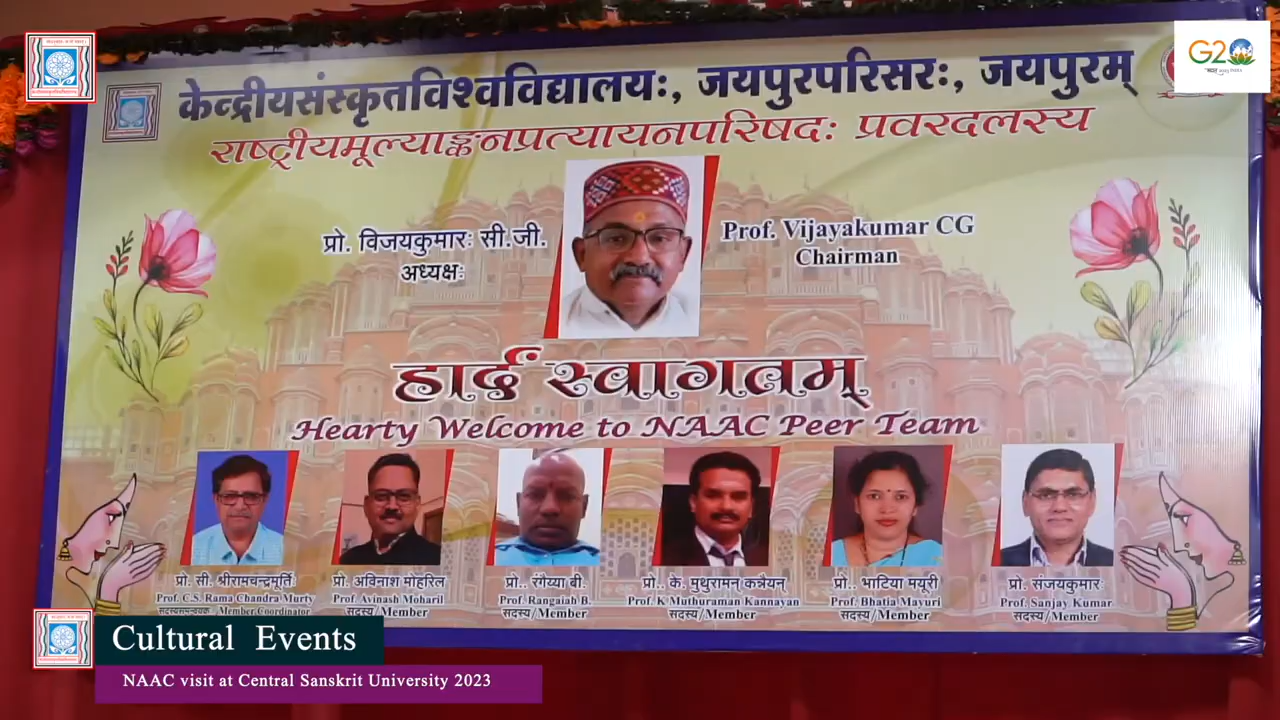 केन्द्रीयसंस्कृतविश्वविद्यालयः, जयपुरपरिसरः, जयपुरम्
राष्ट्रीयमूल्याङ्कनप्रत्यायनपरिषदः प्रवरदलस्य
G20
प्रो. विजयकुमारः सी.जी.
अध्यक्षः
Prof. Vijayakumar CG
Chairman
हार्दं स्वागतम्
Hearty Welcome to NAAC Peer Team
प्रो. सी. श्रीरामचन्द्रमूर्तिः
Prof. C.S. Rama Chandra Murty
सदस्यसमन्वयकः / Member Coordinator
प्रो. अविनाश मोहरिल
Prof. Avinash Moharil
सदस्य/Member
प्रो.. रंगैय्या बी.
Prof. Rangaiah B.
सदस्य/Member
प्रो.. के. मुथुरामन् कन्नैयन्
Prof. K Muthuraman Kannayan
सदस्य/Member
प्रो.. भाटिया मयूरी
Prof. Bhatia Mayuri
सदस्य/Member
प्रो. संजयकुमारः
Prof. Sanjay Kumar
सदस्य/Member
Cultural Events
NAAC visit at Central Sanskrit University 2023